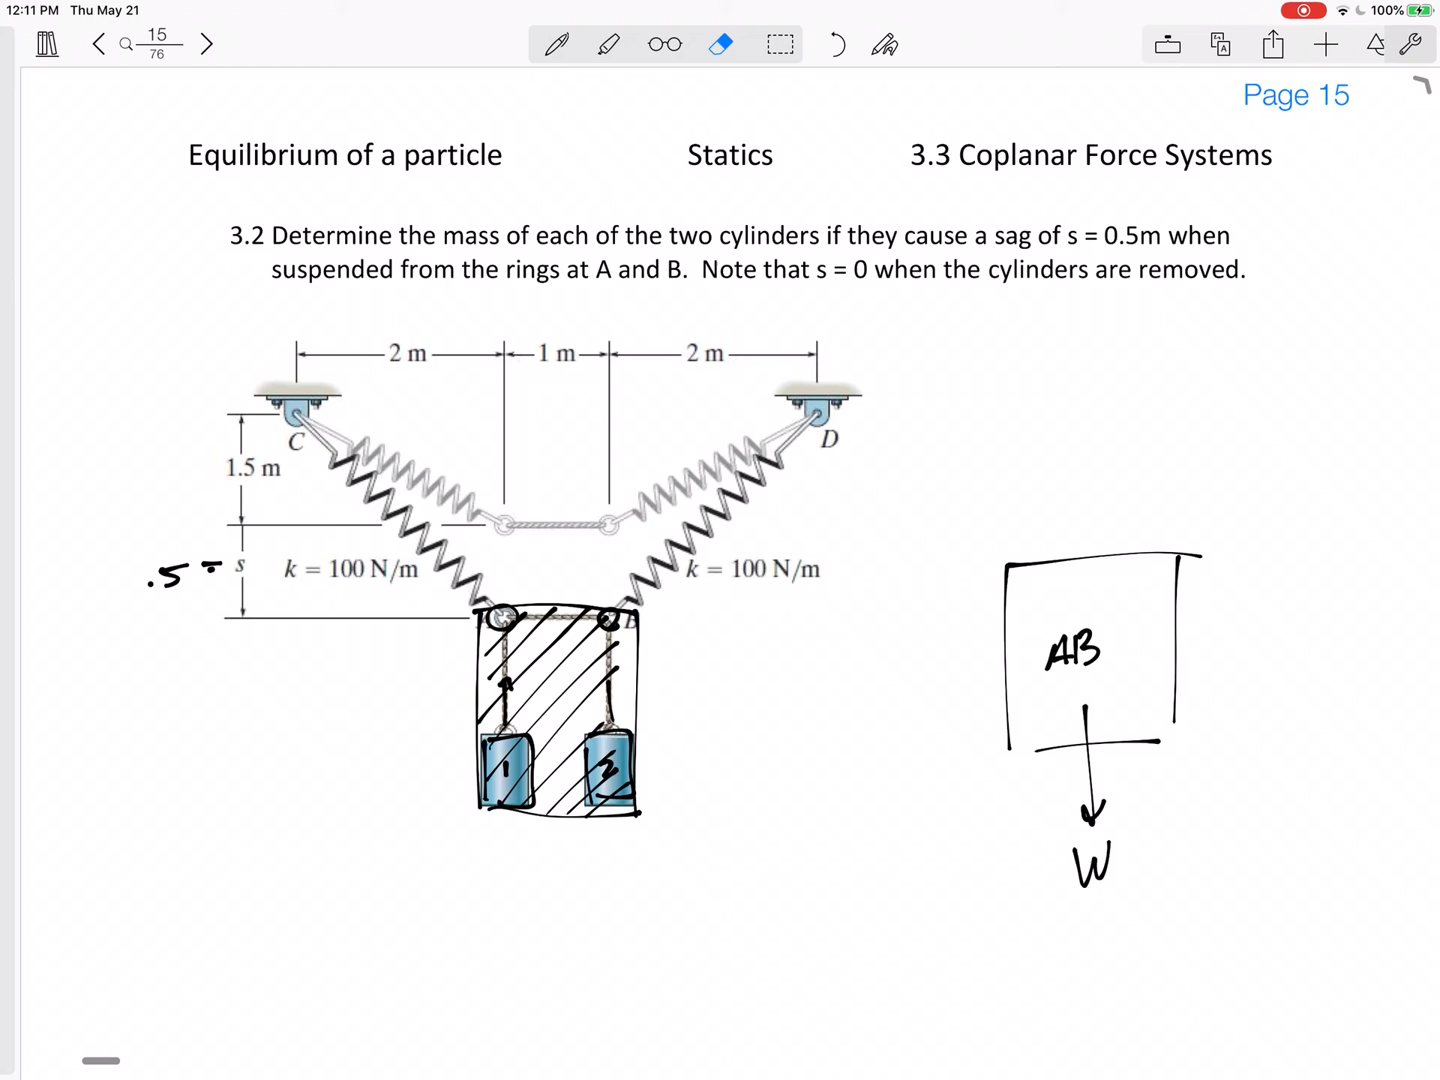 12:11 PM Thu May 21
100%
15
76
Page 15
Equilibrium of a particle Statics 3.3 Coplanar Force Systems
3.2 Determine the mass of each of the two cylinders if they cause a sag of s = 0.5m when
suspended from the rings at A and B. Note that s = 0 when the cylinders are removed.
2 m 1 m 2 m
C D
1.5 m
.5 = s k = 100 N/m k = 100 N/m
B
AB
1 2
W